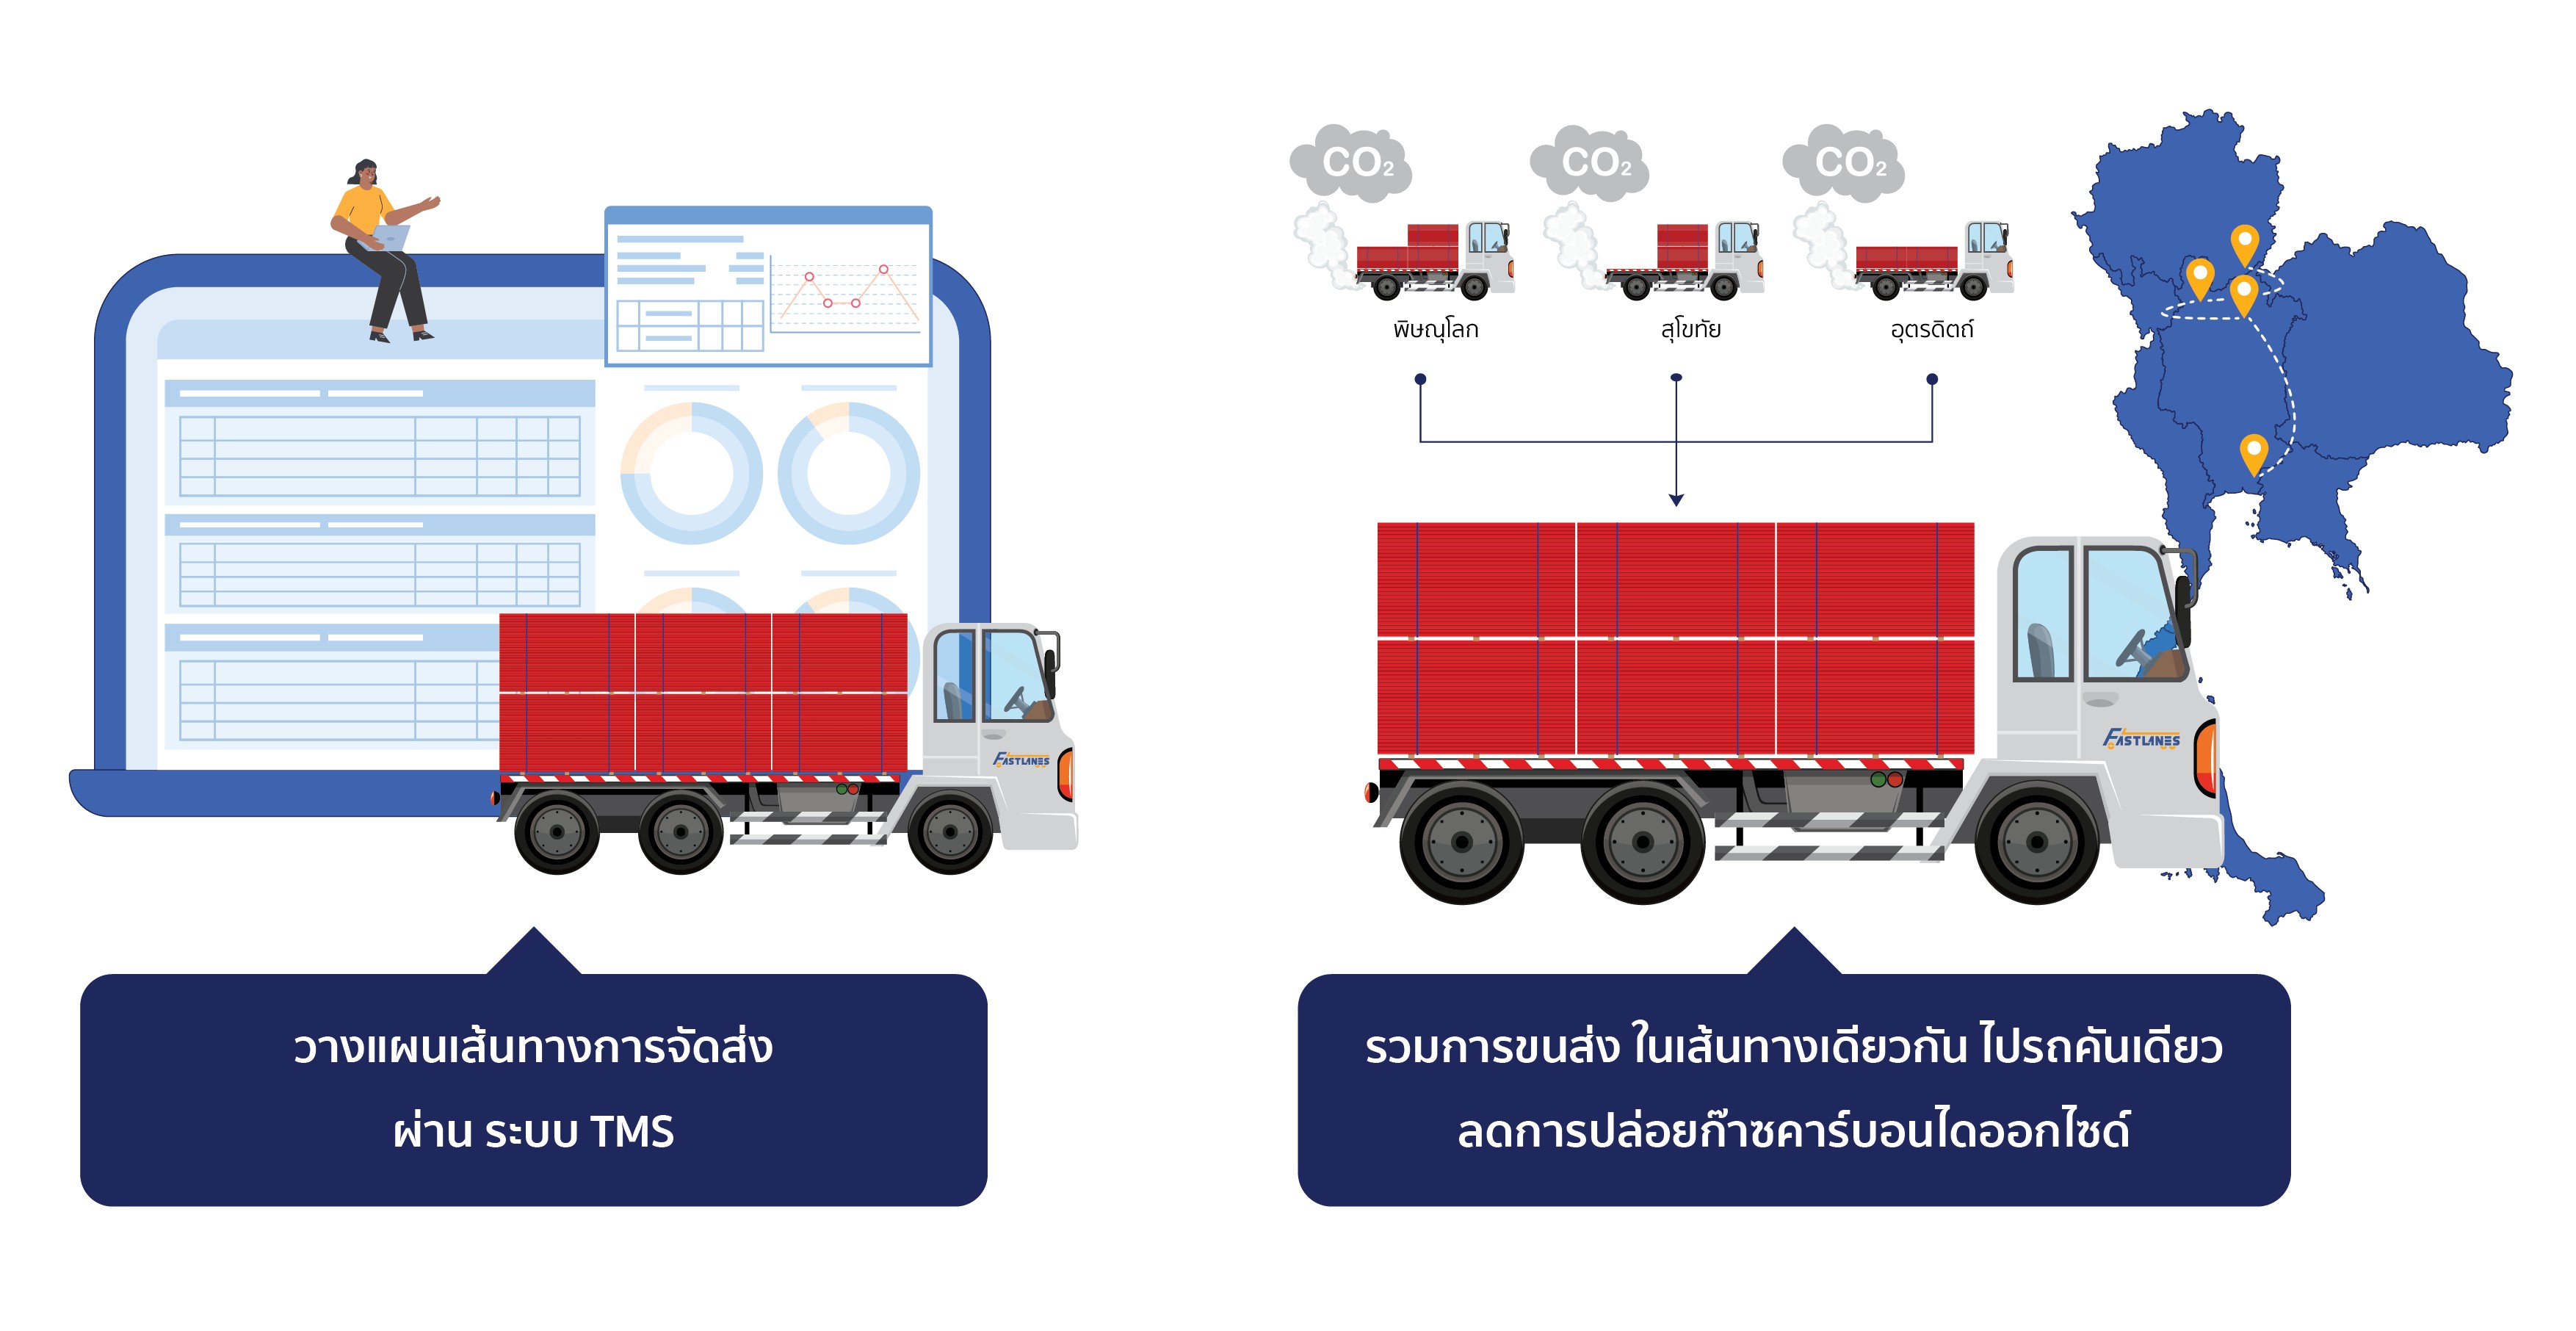 CO₂
CO₂
CO₂
พิษณุโลก
สุโขทัย
อุตรดิตถ์
FASTLANES
FASTLANES
วางแผนเส้นทางการจัดส่ง
ผ่าน ระบบ TMS
รวมการขนส่ง ในเส้นทางเดียวกัน ไปรถคันเดียว
ลดการปล่อยก๊าซคาร์บอนไดออกไซด์